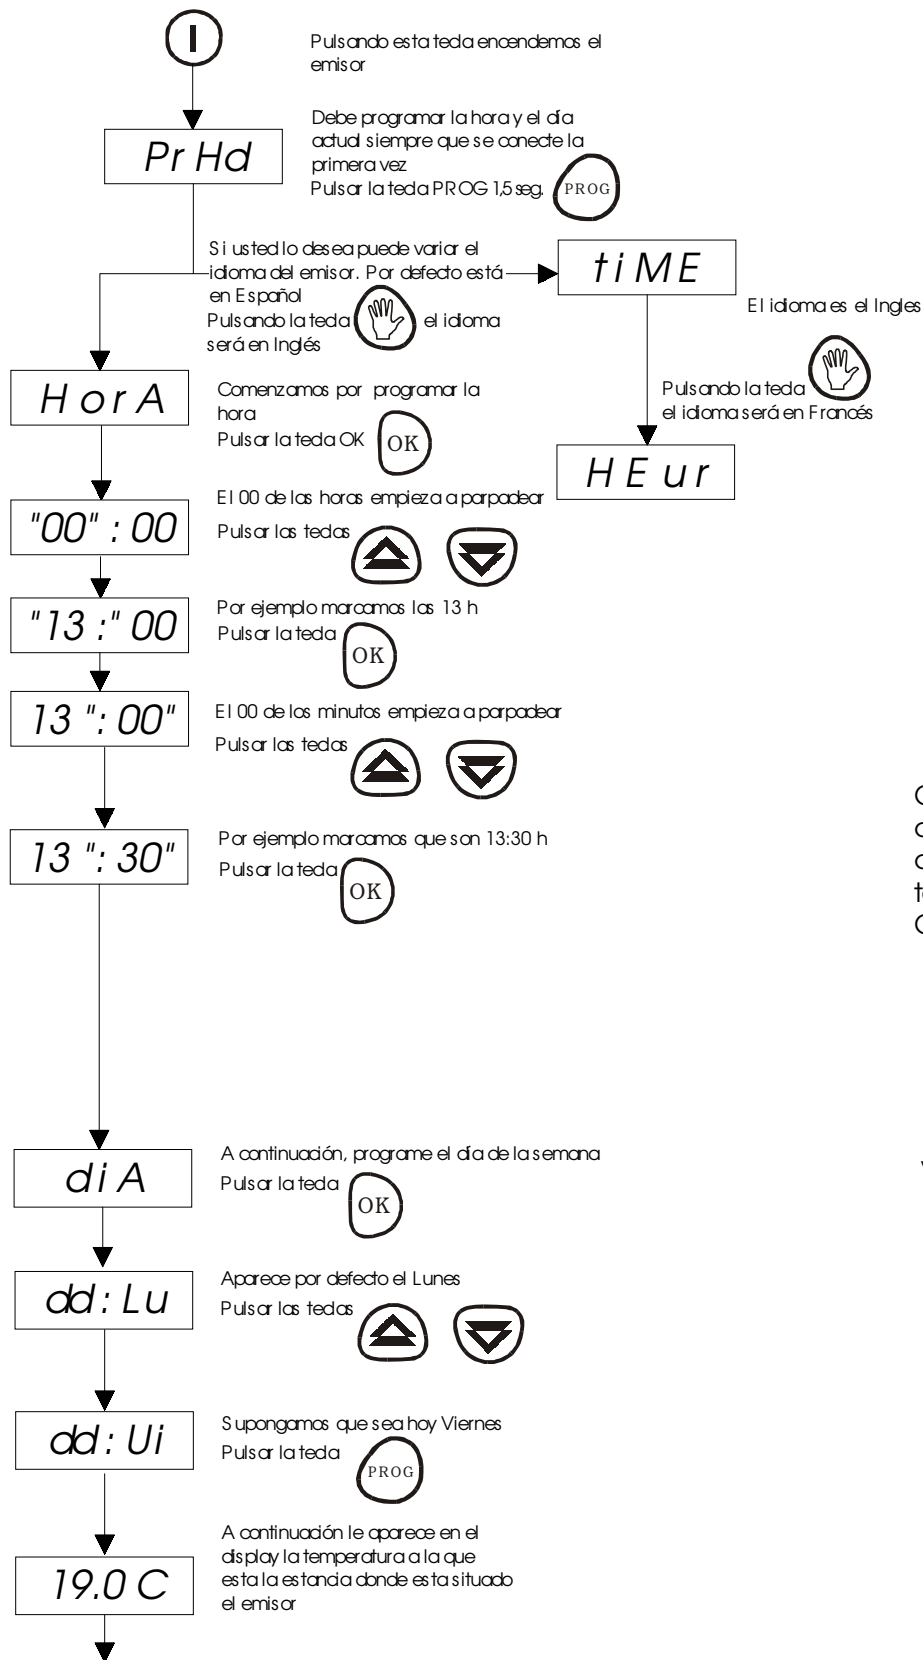 I
Pulsando esta tecla encendemos el
emisor
Pr Hd
Debe programar la hora y el día
actual siempre que se conecte la
primera vez
Pulsar la tecla PROG 1,5 seg.
PROG
Si usted lo desea puede variar el
idioma del emisor. Por defecto está
en Español
Pulsando la tecla el idioma
será en Inglés
tiME
El idioma es el Ingles
Pulsando la tecla
el idioma será en Francés
HEur
HorA
Comenzamos por programar la
hora
Pulsar la tecla OK
OK
"00" : 00
El 00 de las horas empieza a parpadear
Pulsar las teclas
"13 :" 00
Por ejemplo marcamos las 13 h
Pulsar la tecla
OK
13 ": 00"
El 00 de los minutos empieza a parpadear
Pulsar las teclas
13 ": 30"
Por ejemplo marcamos que son 13:30 h
Pulsar la tecla
OK
diA
A continuación, programe el día de la semana
Pulsar la tecla
OK
dd: Lu
Aparece por defecto el Lunes
Pulsar las teclas
dd: Ui
Supongamos que sea hoy Viernes
Pulsar la tecla
PROG
19.0 C
A continuación le aparece en el
display la temperatura a la que
esta la estancia donde esta situado
el emisor